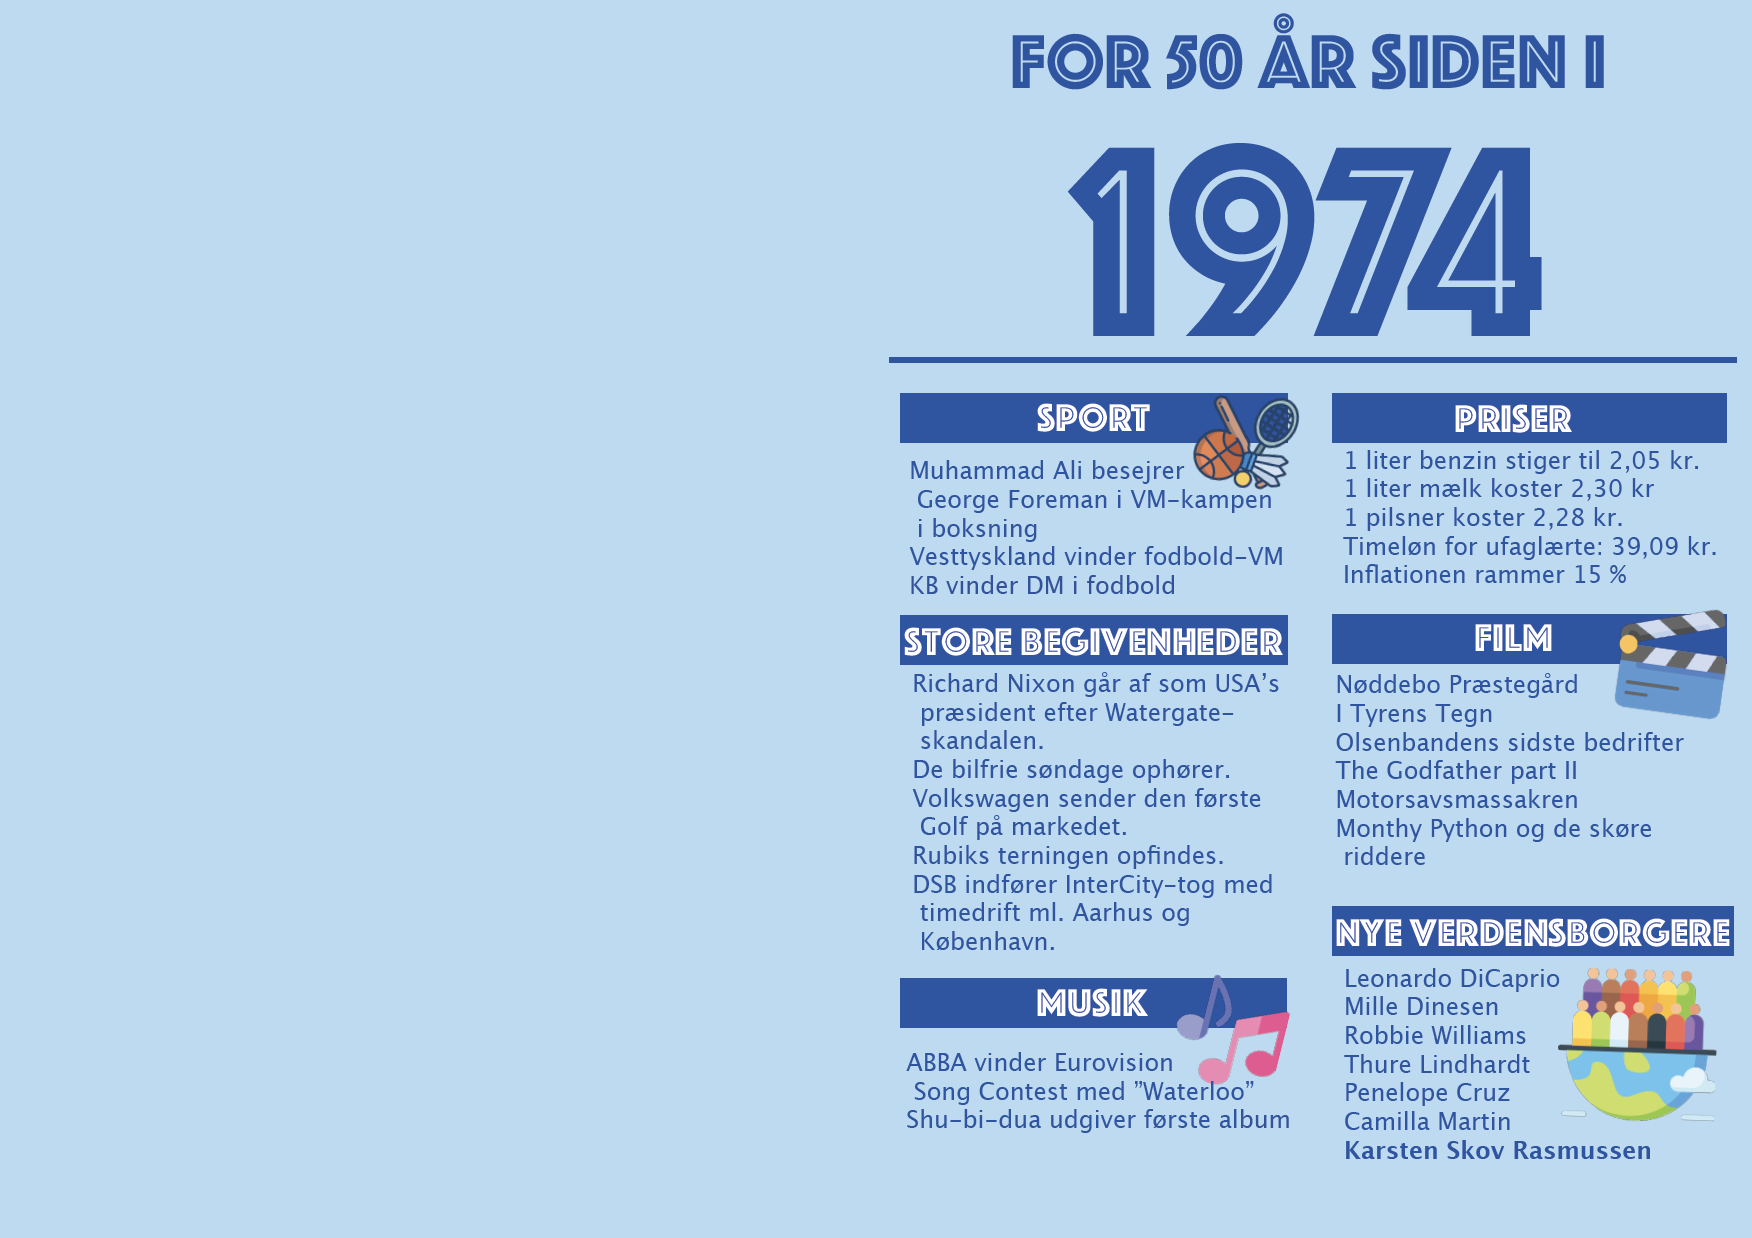 FOR 50 ÅR SIDEN I
1974
SPORT
Muhammad Ali besejrer
George Foreman i VM-kampen
i boksning
Vesttyskland vinder fodbold-VM
KB vinder DM i fodbold
STORE BEGIVENHEDER
Richard Nixon går af som USA's
præsident efter Watergate-
skandalen.
De bilfrie søndage ophører.
Volkswagen sender den første
Golf på markedet.
Rubiks terningen opfindes.
DSB indfører InterCity-tog med
timedrift ml. Aarhus og
København.
MUSIK
ABBA vinder Eurovision
Song Contest med ”Waterloo”
Shu-bi-dua udgiver første album
PRISER
1 liter benzin stiger til 2,05 kr.
1 liter mælk koster 2,30 kr
1 pilsner koster 2,28 kr.
Timeløn for ufaglærte: 39,09 kr.
Inflationen rammer 15 %
FILM
Nøddebo Præstegård
I Tyrens Tegn
Olsenbandens sidste bedrifter
The Godfather part II
Motorsavsmassakren
Monthy Python og de skøre
riddere
NYE VERDENSBORGERE
Leonardo DiCaprio
Mille Dinesen
Robbie Williams
Thure Lindhardt
Penelope Cruz
Camilla Martin
Karsten Skov Rasmussen